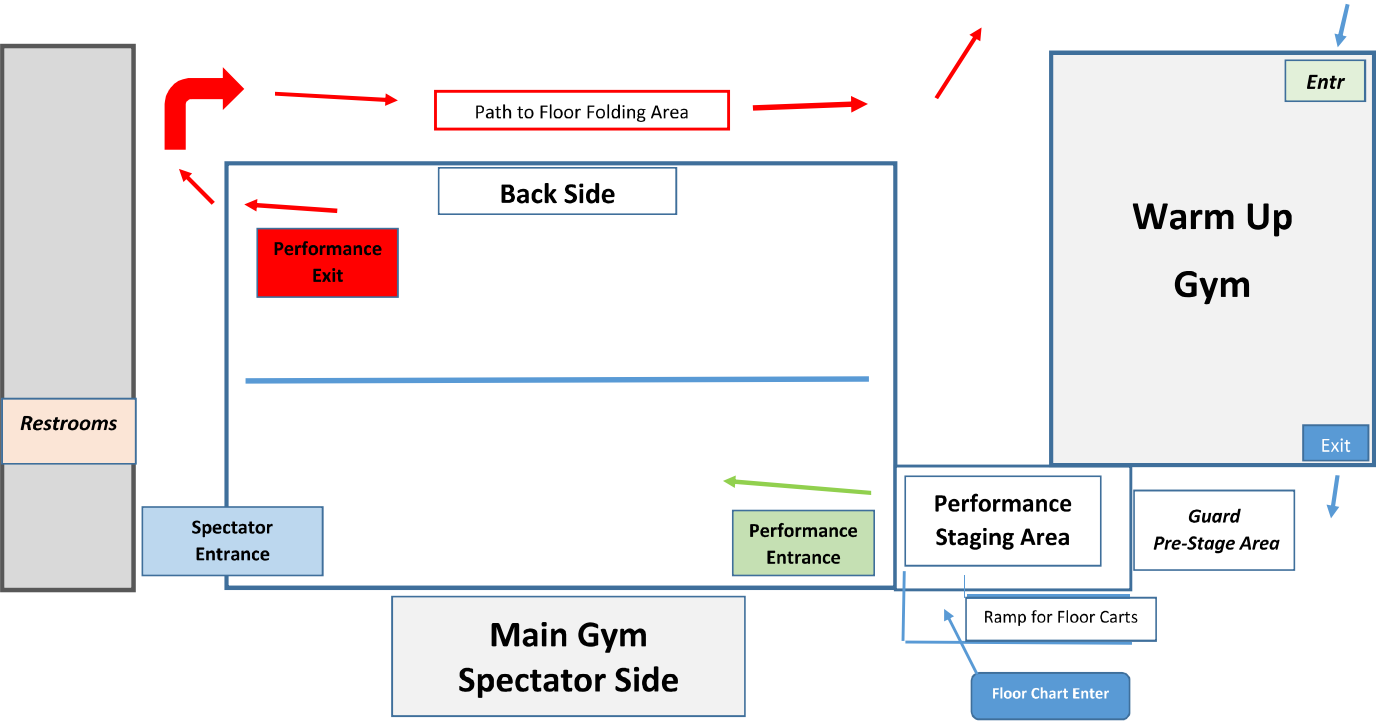 Entr
Path to Floor Folding Area
Back Side
Warm Up
Gym
Performance
Exit
Restrooms
Exit
Performance
Staging Area
Guard
Pre-Stage Area
Spectator
Entrance
Performance
Entrance
Main Gym
Spectator Side
Ramp for Floor Carts
Floor Chart Enter